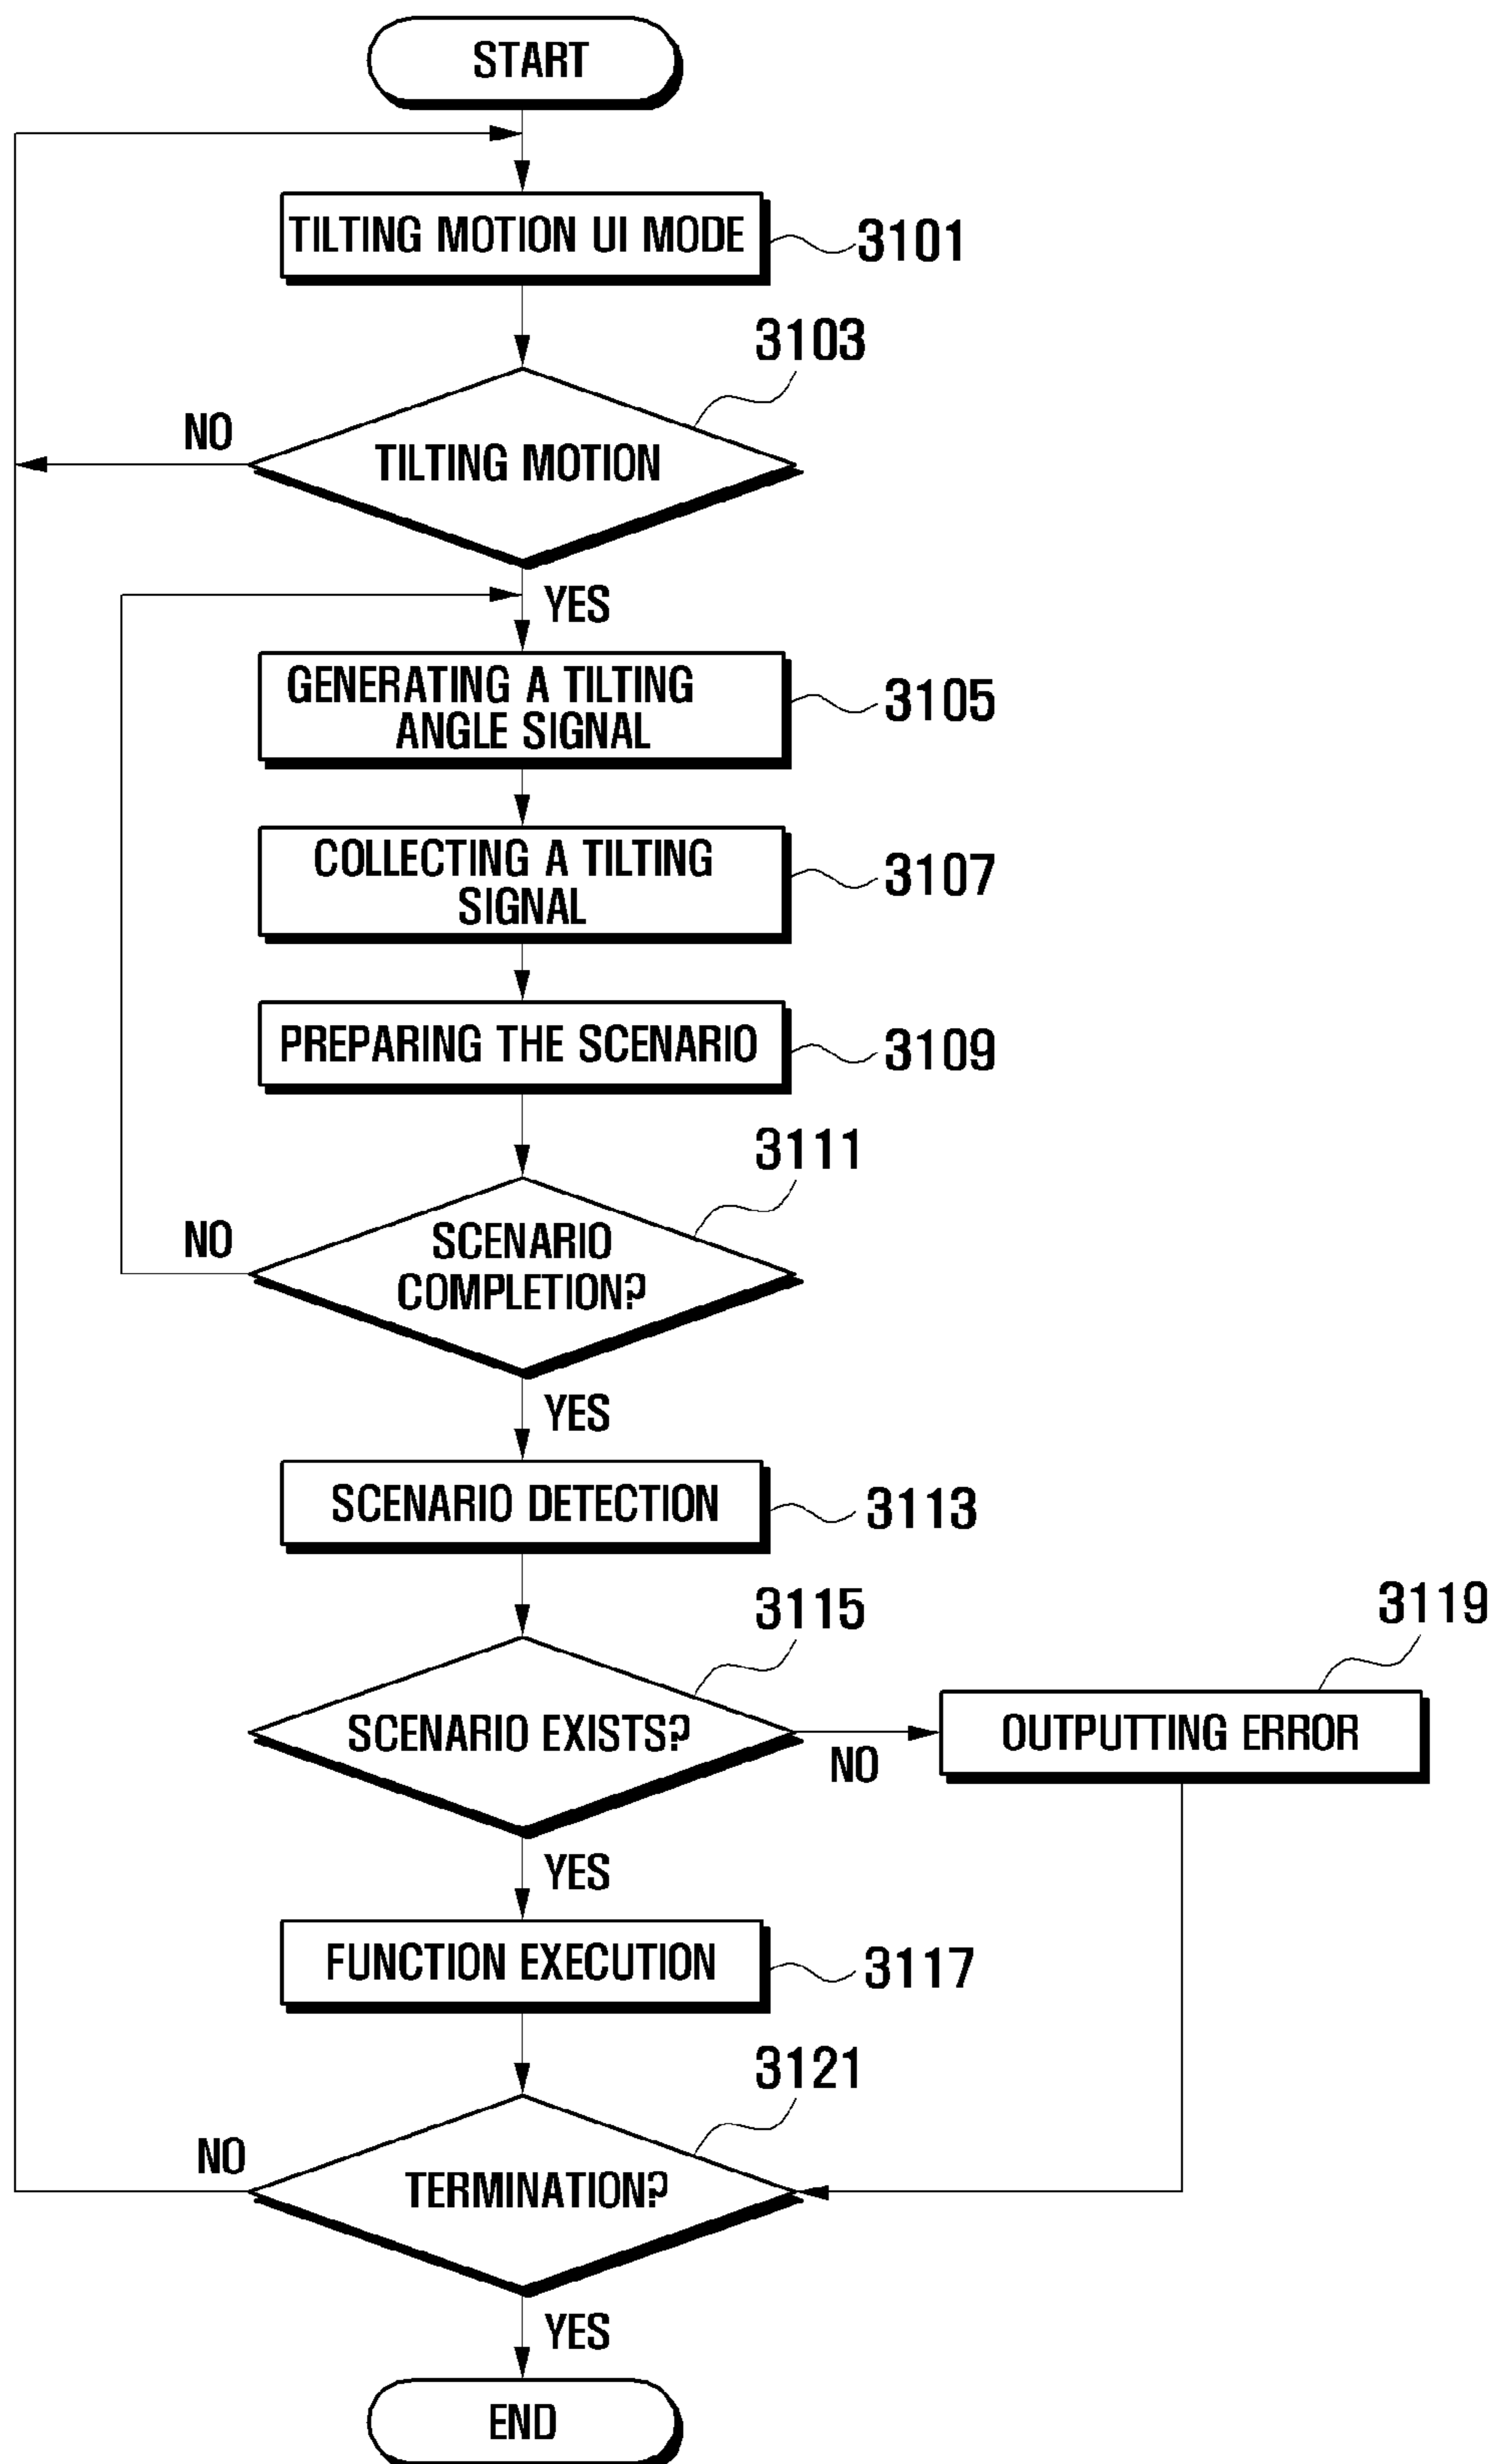 START
TILTING MOTION UI MODE
3101
3103
NO
TILTING MOTION
YES
GENERATING A TILTING
ANGLE SIGNAL
3105
COLLECTING A TILTING
SIGNAL
3107
PREPARING THE SCENARIO
3109
3111
NO
SCENARIO
COMPLETION?
YES
SCENARIO DETECTION
3113
3115
3119
SCENARIO EXISTS?
NO
OUTPUTTING ERROR
YES
FUNCTION EXECUTION
3117
3121
NO
TERMINATION?
YES
END